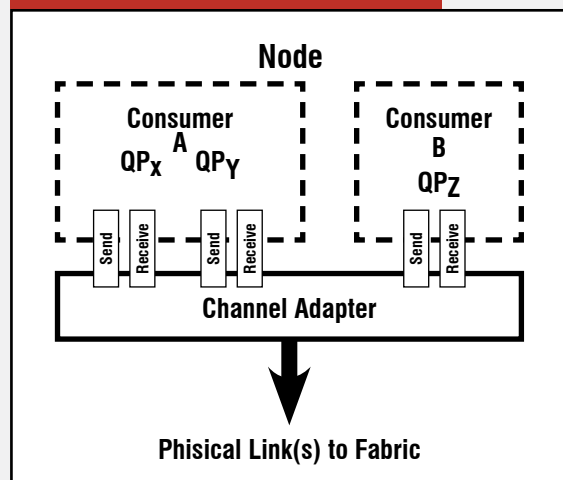 Node
Consumer
A
QPX QPY
Consumer
B
QPZ
Send
Receive
Send
Receive
Send
Receive
Channel Adapter
Phisical Link(s) to Fabric